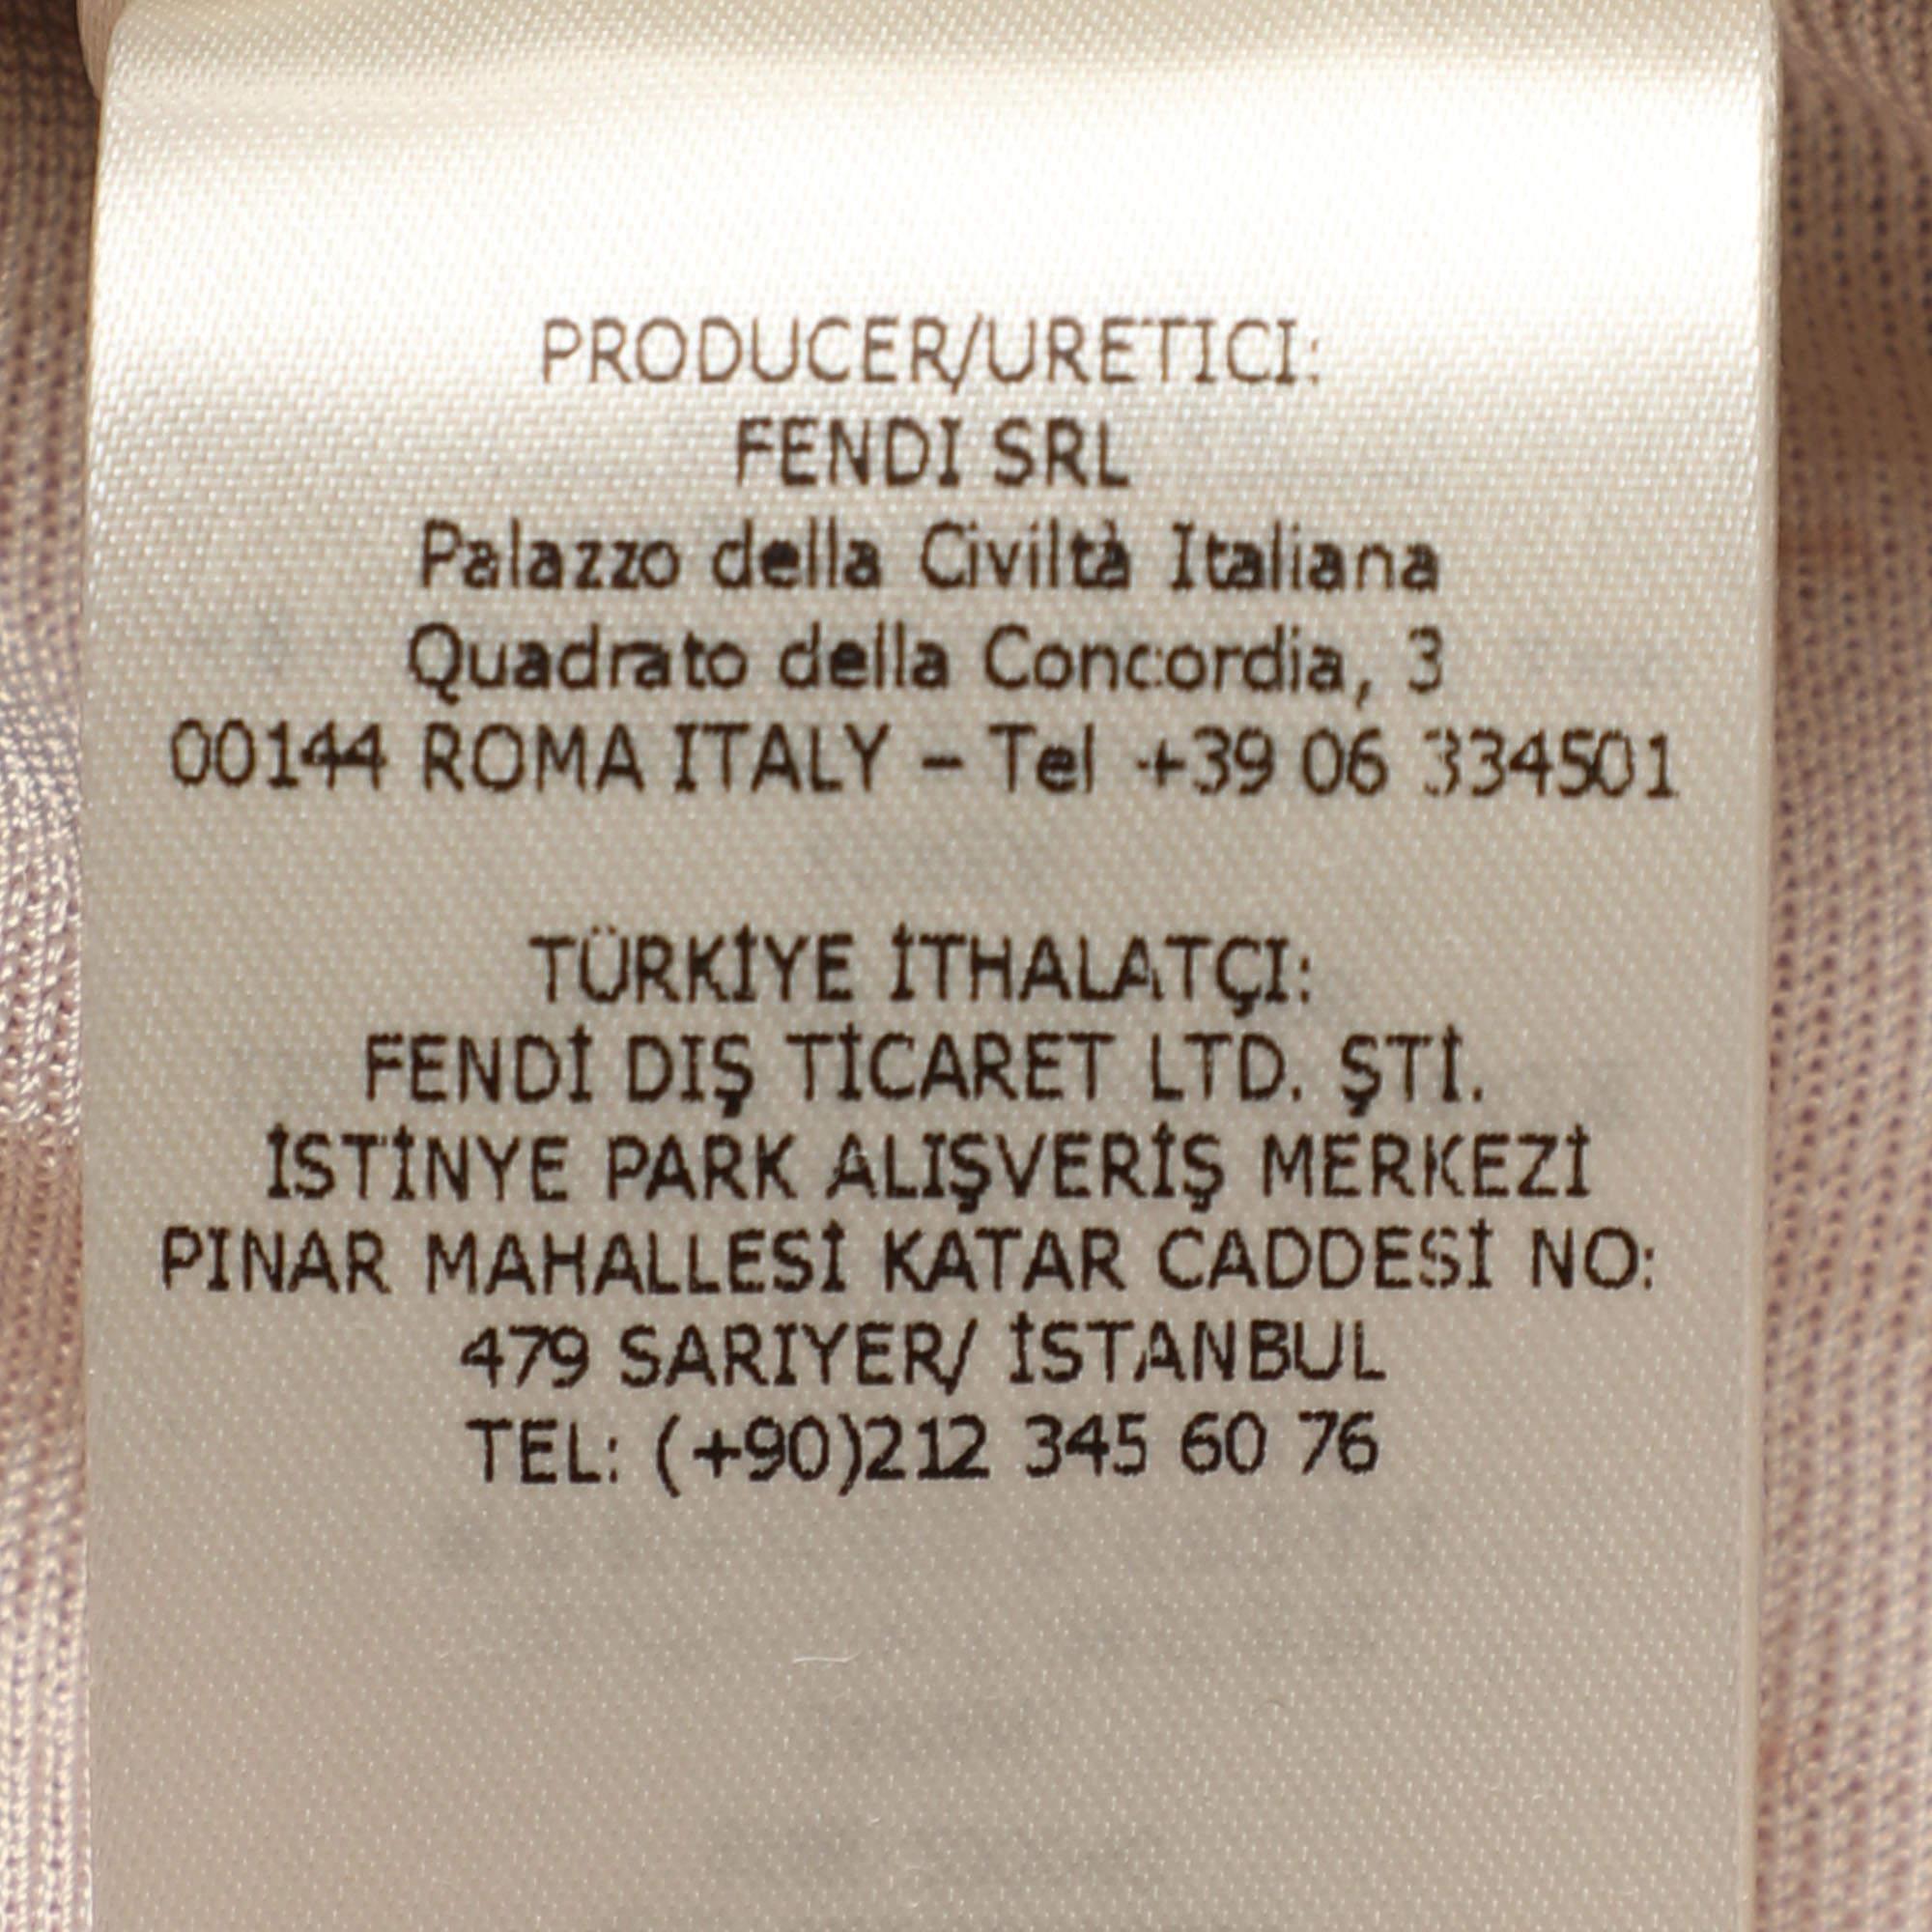 PRODUCER/URETICI:
FENDI SRL
Palazzo della Civiltà Italiana
Quadrato della Concordia, 3
00144 ROMA ITALY – Tel +39 06 334501
TÜRKİYE İTHALATÇI:
FENDİ DIŞ TİCARET LTD. ŞTİ.
İSTİNYE PARK ALIŞVERİŞ MERKEZİ
PINAR MAHALLESİ KATAR CADDESİ NO:
479 SARIYER/ İSTANBUL
TEL: (+90)212 345 60 76